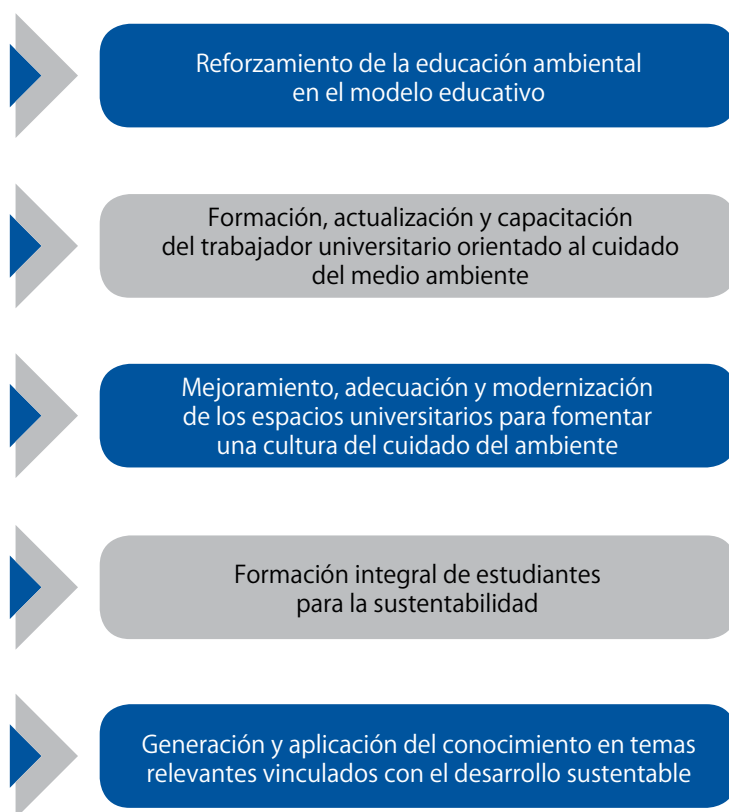 Reforzamiento de la educación ambiental
en el modelo educativo
Formación, actualización y capacitación
del trabajador universitario orientado al cuidado
del medio ambiente
Mejoramiento, adecuación y modernización
de los espacios universitarios para fomentar
una cultura del cuidado del ambiente
Formación integral de estudiantes
para la sustentabilidad
Generación y aplicación del conocimiento en temas
relevantes vinculados con el desarrollo sustentable